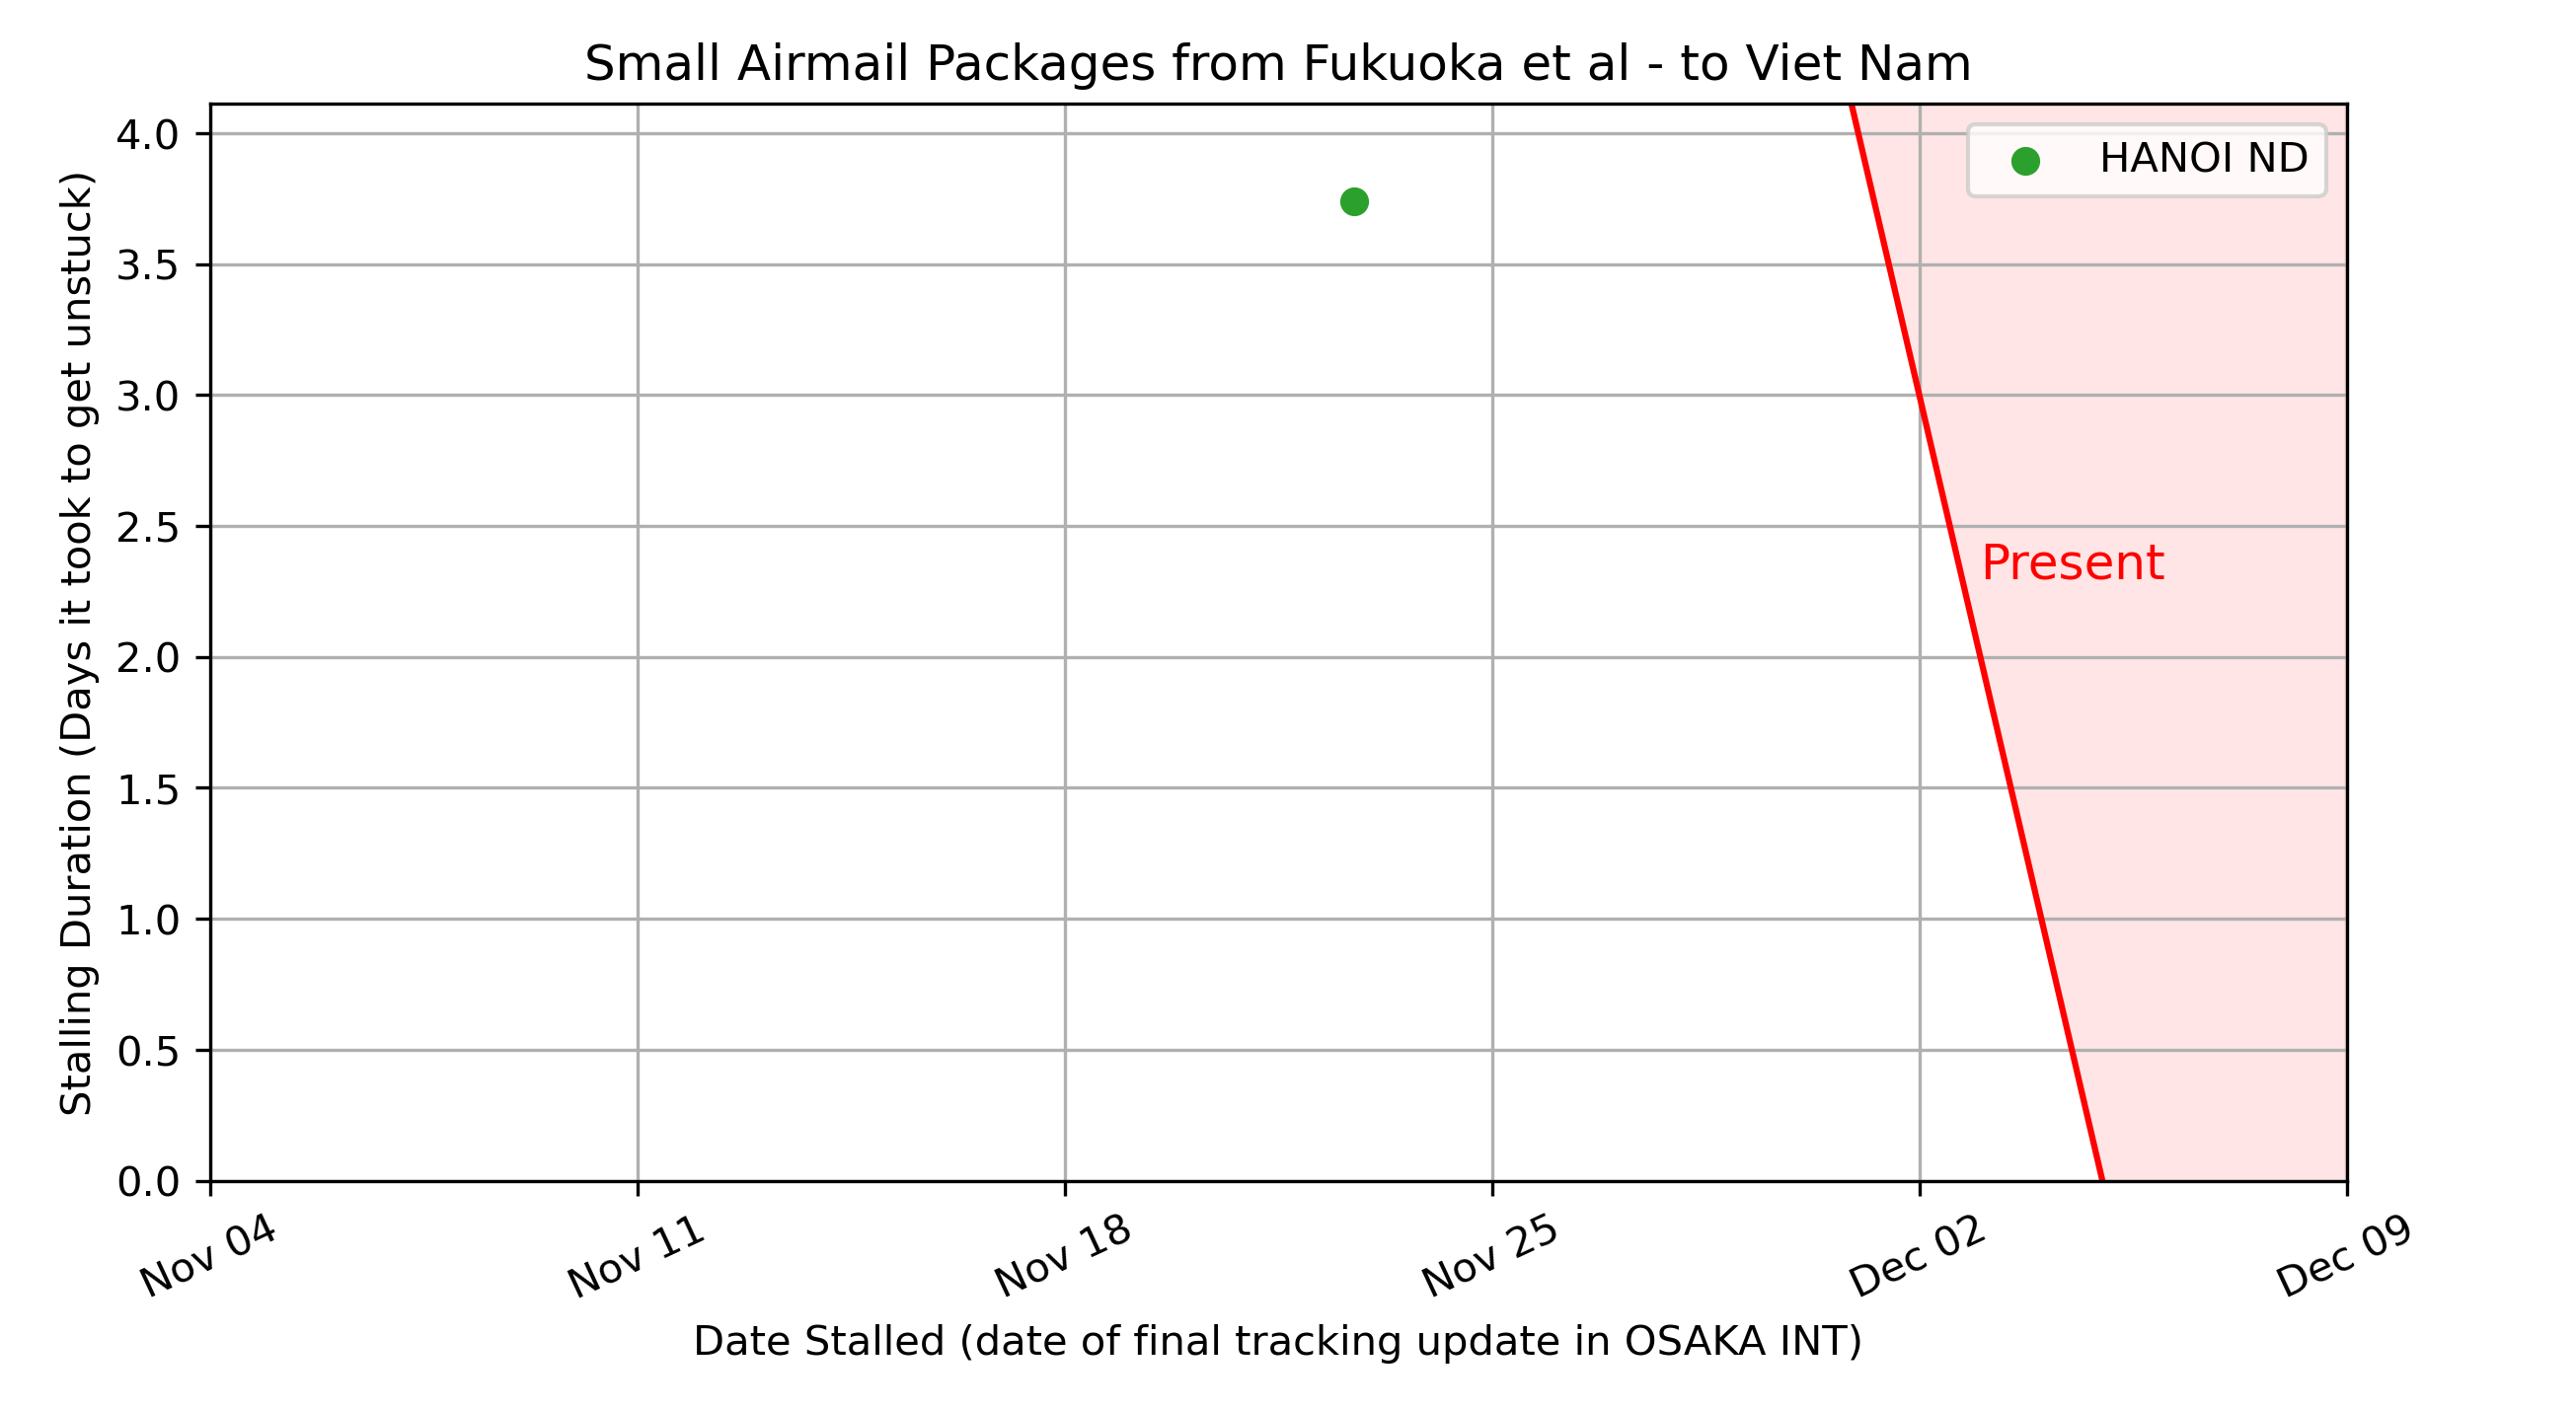 Small Airmail Packages from Fukuoka et al - to Viet Nam
Stalling Duration (Days it took to get unstuck)
4.0
3.5
3.0
2.5
2.0
1.5
1.0
0.5
0.0
HANOI ND
Present
Nov 04
Nov 11
Nov 18
Nov 25
Dec 02
Dec 09
Date Stalled (date of final tracking update in OSAKA INT)